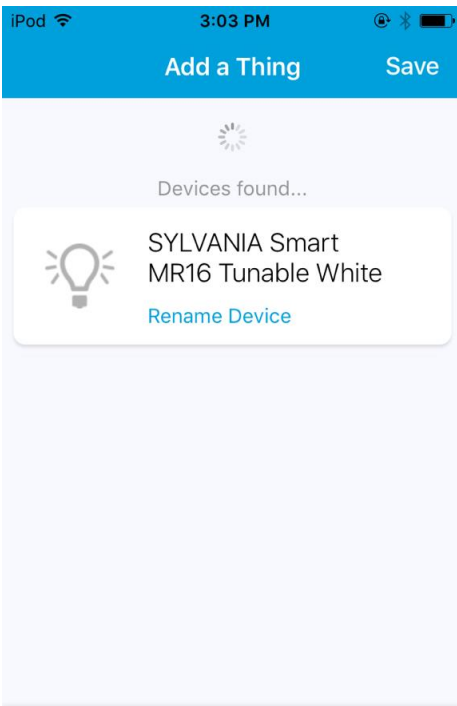 iPod 3:03 PM
Add a Thing Save
Devices found...
SYLVANIA Smart
MR16 Tunable White
Rename Device